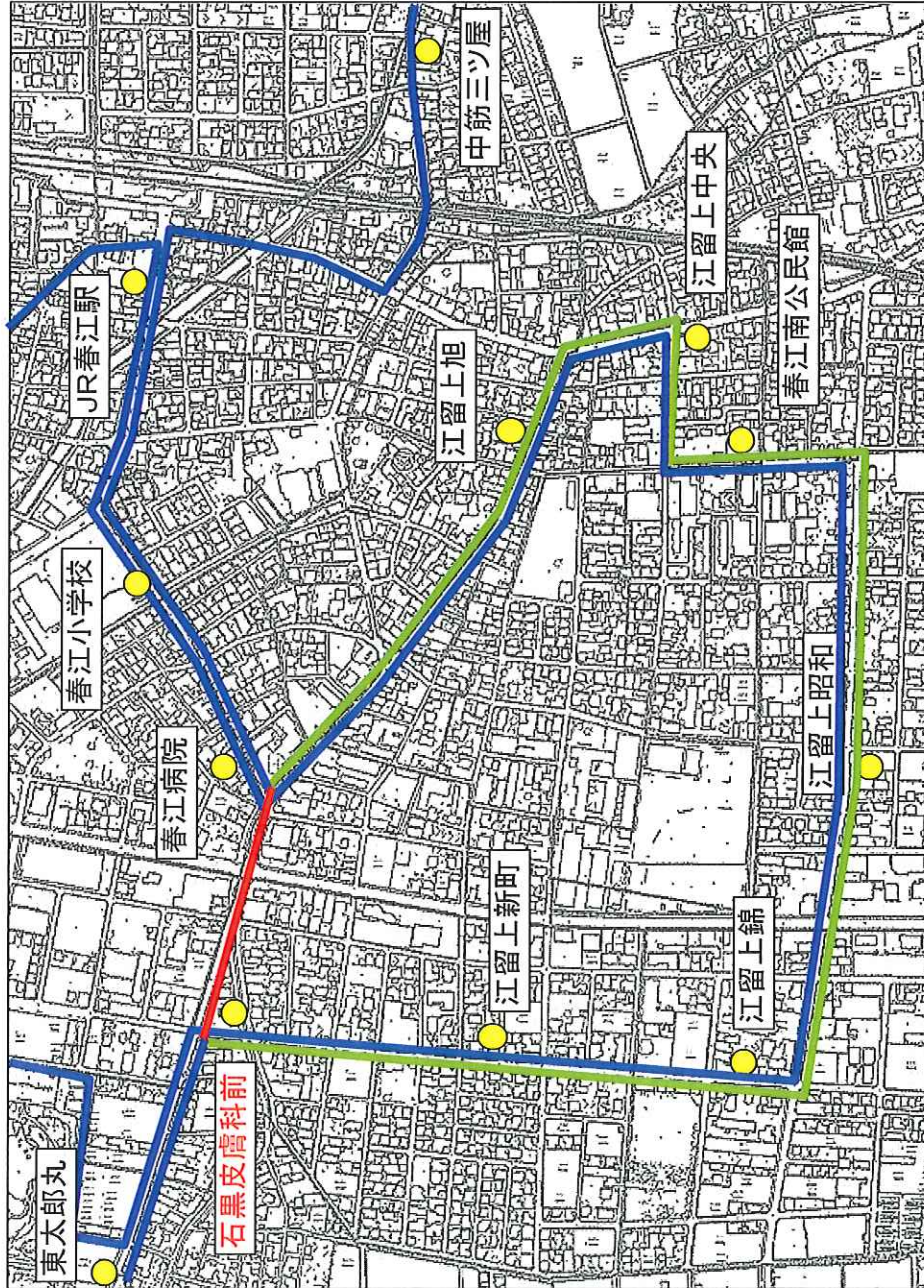 東太郎丸
石黒皮膚科前
春江病院
春江小学校
JR春江駅
中筋三ツ屋
江留上旭
江留上中央
春江南公民館
江留上昭和
江留上錦
江留上新町